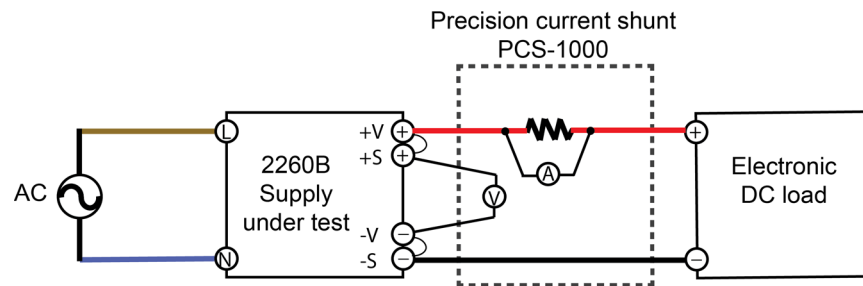 Precision current shunt
PCS-1000
AC
L
N
2260B
Supply
under test
+V
+S
-V
-S
+
+
−
−
V
A
+
−
Electronic
DC load